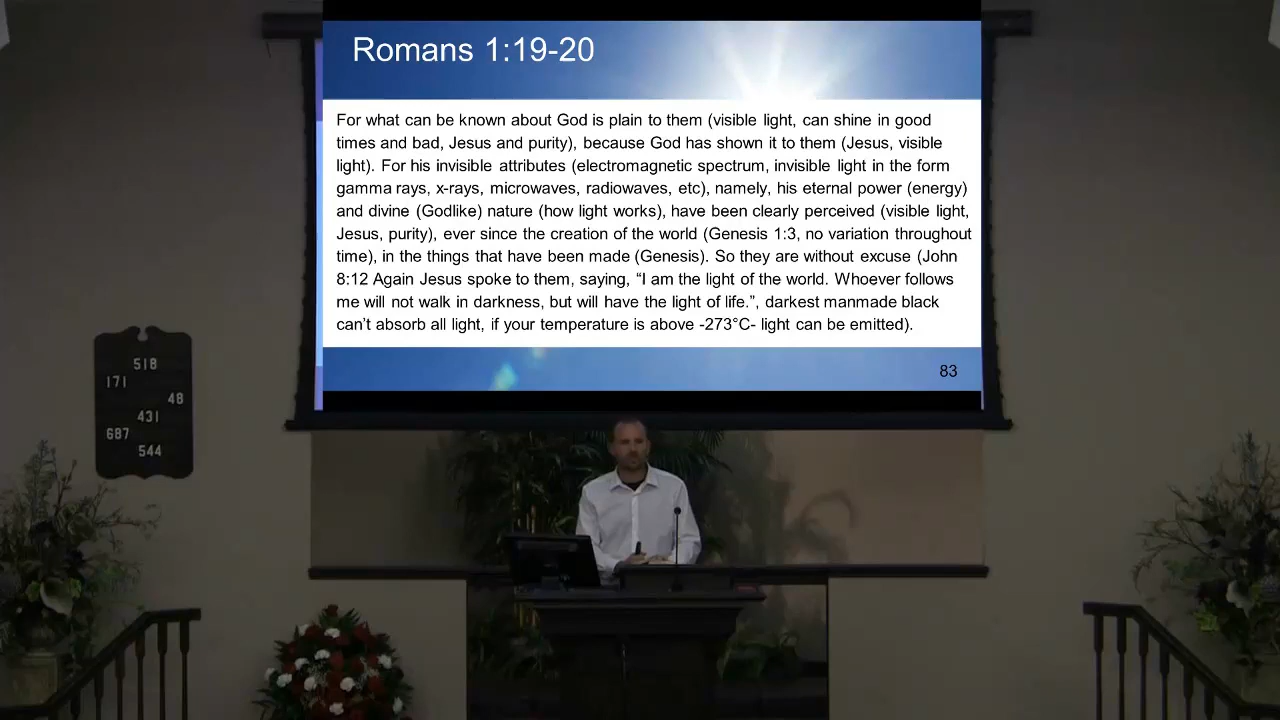 Romans 1:19-20
For what can be known about God is plain to them (visible light, can shine in good
times and bad, Jesus and purity), because God has shown it to them (Jesus, visible
light). For his invisible attributes (electromagnetic spectrum, invisible light in the form
gamma rays, x-rays, microwaves, radiowaves, etc), namely, his eternal power (energy)
and divine (Godlike) nature (how light works), have been clearly perceived (visible light,
Jesus, purity), ever since the creation of the world (Genesis 1:3, no variation throughout
time), in the things that have been made (Genesis). So they are without excuse (John
8:12 Again Jesus spoke to them, saying, “I am the light of the world. Whoever follows
me will not walk in darkness, but will have the light of life.”, darkest manmade black
can’t absorb all light, if your temperature is above -273°C- light can be emitted).
83
518
171
48
431
687
544